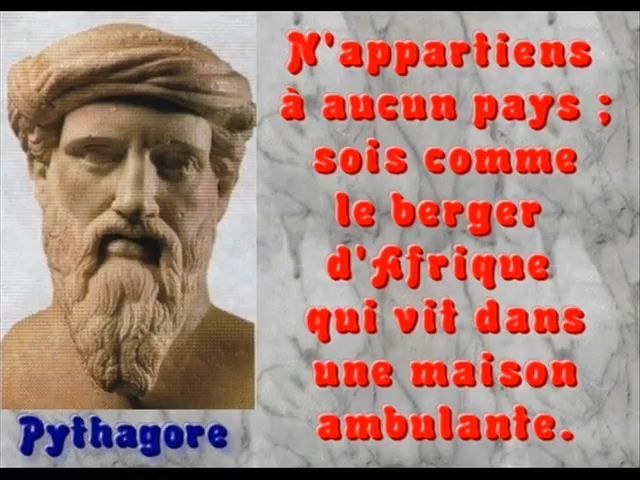 N'appartiens
à aucun pays ;
sois comme
le berger
d'Afrique
qui vit dans
une maison
ambulante.
Pythagore